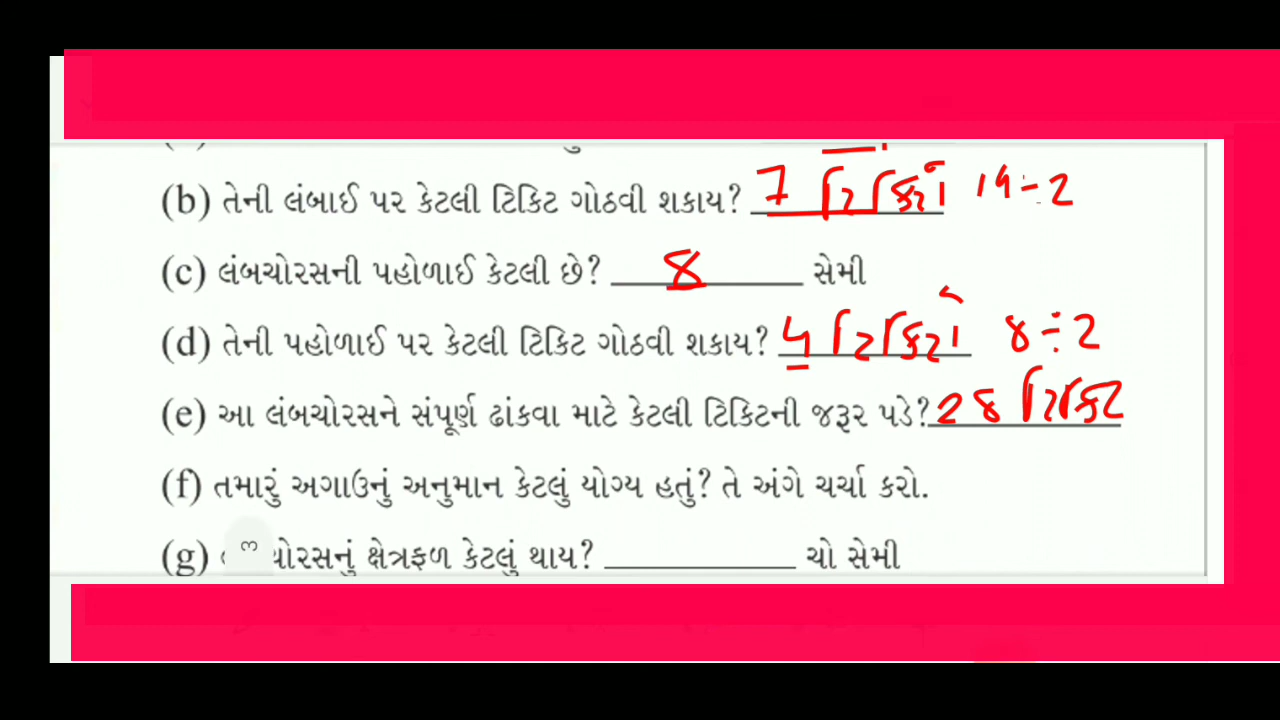 (b) તેની લંબાઈ પર કેટલી ટિકિટ ગોઠવી શકાય? 7 ટિકિટો 14 ÷ 2
(c) લંબચોરસની પહોળાઈ કેટલી છે? 8 સેમી
(d) તેની પહોળાઈ પર કેટલી ટિકિટ ગોઠવી શકાય? 4 ટિકિટો 8 ÷ 2
(e) આ લંબચોરસને સંપૂર્ણ ઢાંકવા માટે કેટલી ટિકિટની જરૂર પડે? 28 ટિકિટ
(f) તમારું અગાઉનું અનુમાન કેટલું યોગ્ય હતું? તે અંગે ચર્ચા કરો.
(g) ચોરસનું ક્ષેત્રફળ કેટલું થાય? ચો સેમી
3